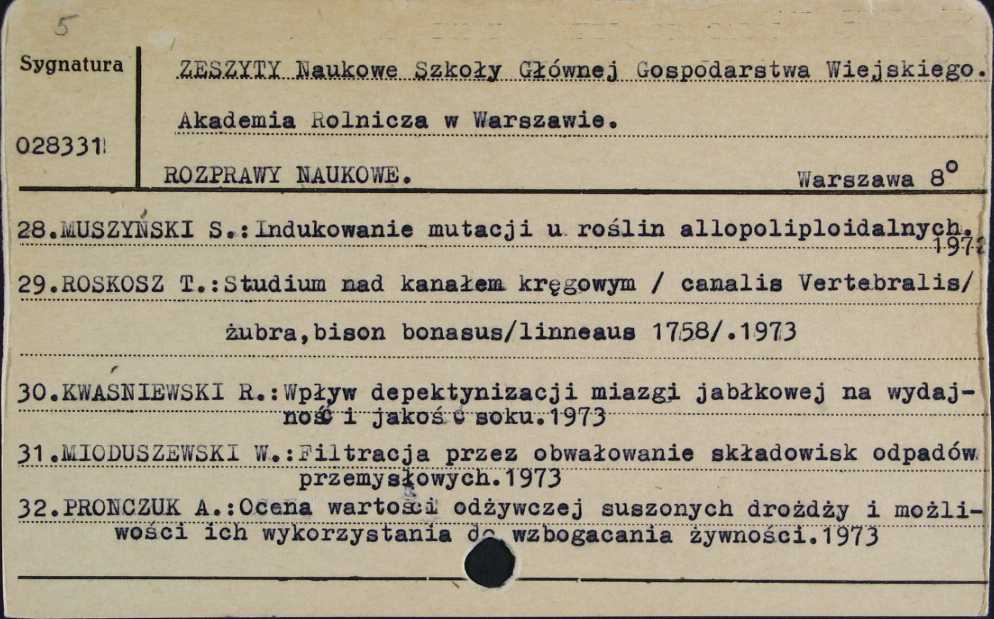 5
Sygnatura
ZESZYTY Naukowe Szkoły Głównej Gospodarstwa Wiejskiego.
Akademia Rolnicza w Warszawie.
028331
ROZPRAWY NAUKOWE.
Warszawa 8°
28.MUSZYŃSKI S.:Indukowanie mutacji u roślin allopoliploidalnych.
29.ROSKOSZ T.:Studium nad kanałem kręgowym / canalis Vertebralis/
żubra,bison bonasus/linneaus 1758/.1973
30.KWAŚNIEWSKI R.:Wpływ depektynizacji miazgi jabłkowej na wydaj-
ność i jakość soku.1973
31.MIODUSZEWSKI W.:Filtracja przez obwałowanie składowisk odpadów
przemysłowych.1973
32.PROŃCZUK A.:Ocena wartości odżywczej suszonych drożdży i możli-
wości ich wykorzystania do wzbogacania żywności.1973